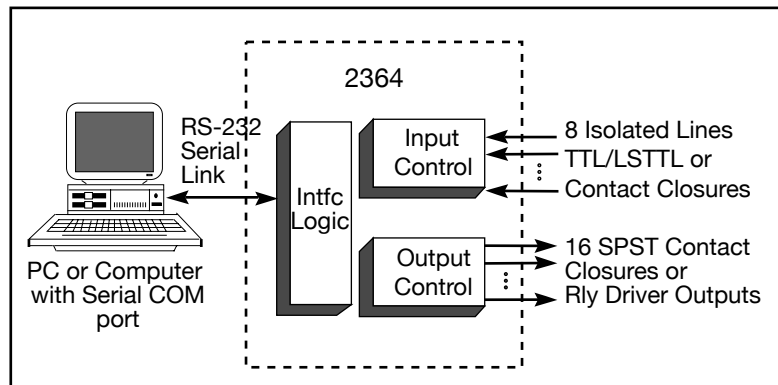 2364
RS-232
Serial
Link
Intfc
Logic
Input
Control
8 Isolated Lines
TTL/LSTTL or
Contact Closures
Output
Control
16 SPST Contact
Closures or
Rly Driver Outputs
PC or Computer
with Serial COM
port